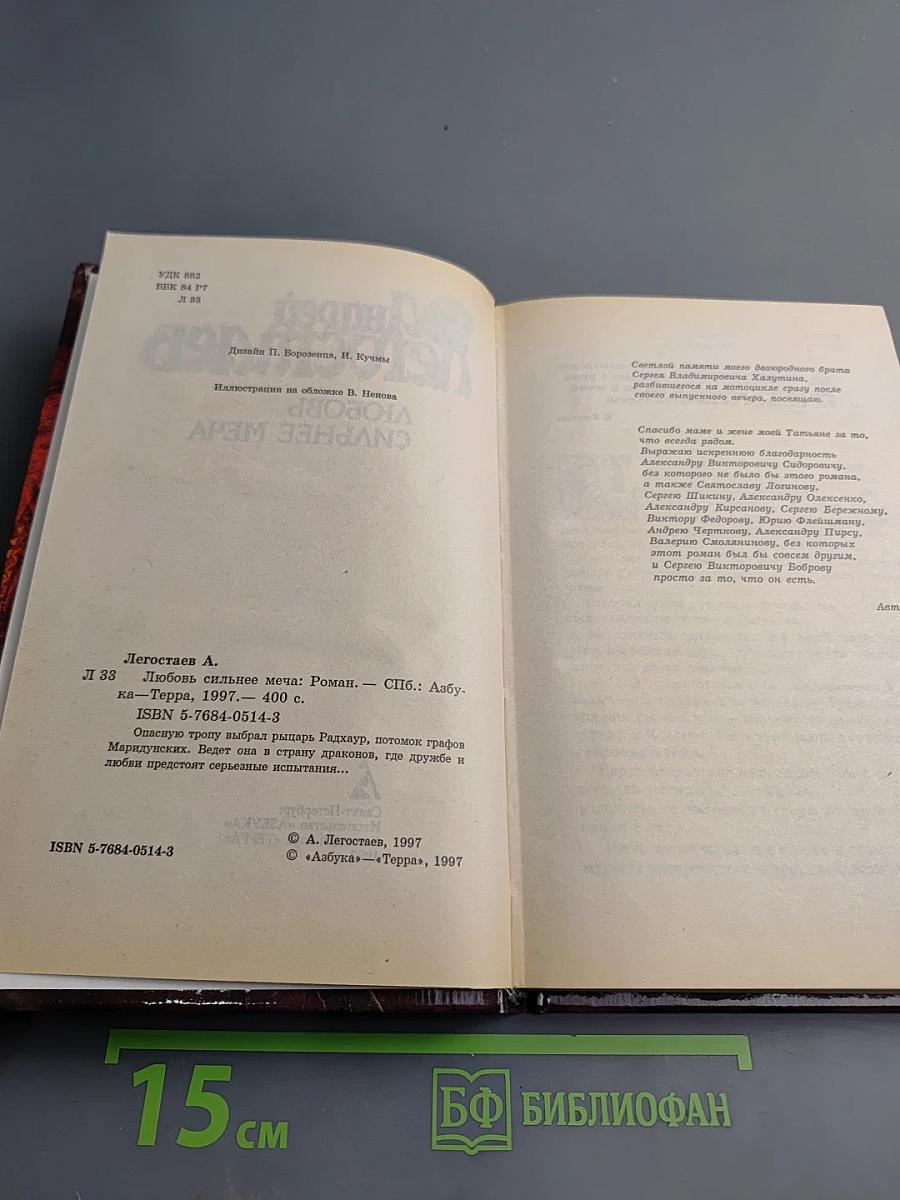 УДК 882
ББК 84 Р7
Л 33
Дизайн П. Борозенца, И. Кучмы
Иллюстрация на обложке В. Ненова
Легостаев А.
Л 33 Любовь сильнее меча: Роман. — СПб.: Азбу-
ка—Терра, 1997.— 400 с.
ISBN 5-7684-0514-3
Опасную тропу выбрал рыцарь Радхаур, потомок графов
Маридунских. Ведет она в страну драконов, где дружбе и
любви предстоят серьезные испытания...
ISBN 5-7684-0514-3
© А. Легостаев, 1997
© «Азбука»—«Терра», 1997
Светлой памяти моего двоюродного брата
Сергея Владимировича Халутина,
разбившегося на мотоцикле сразу после
своего выпускного вечера, посвящаю.
Спасибо маме и жене моей Татьяне за то,
что всегда рядом.
Выражаю искреннюю благодарность
Александру Викторовичу Сидоровичу,
без которого не было бы этого романа,
а также Святославу Логинову,
Сергею Шикину, Александру Олексенко,
Александру Кирсанову, Сергею Бережному,
Виктору Федорову, Юрию Флейшману,
Андрею Черткову, Александру Пирсу,
Валерию Смолянинову, без которых
этот роман был бы совсем другим,
и Сергею Викторовичу Боброву
просто за то, что он есть.
Авт
15 см
БФ БИБЛИОФАН